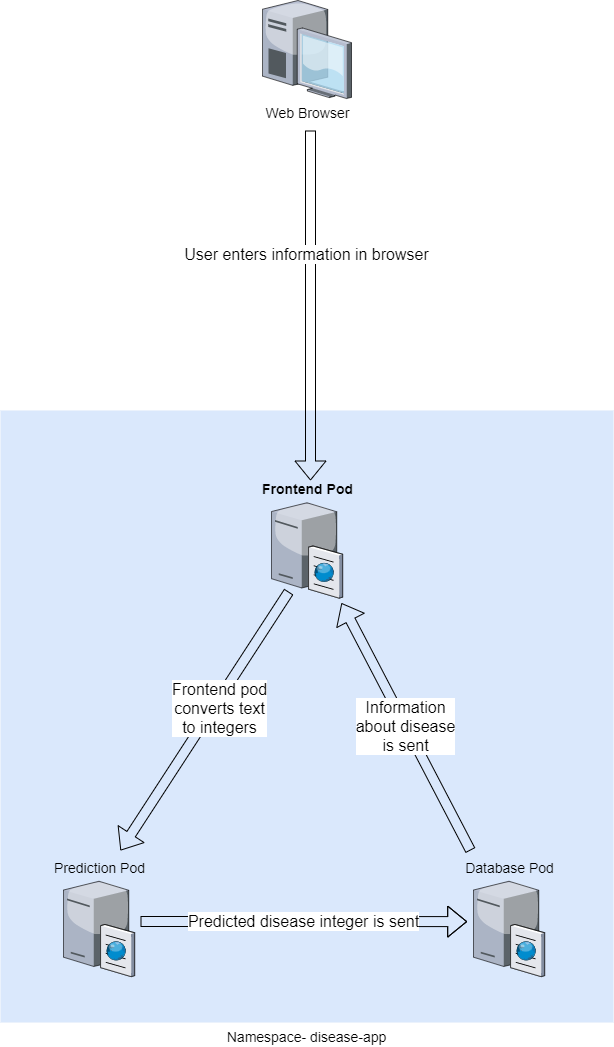 Web Browser
User enters information in browser
Frontend Pod
Frontend pod
converts text
to integers
Information
about disease
is sent
Prediction Pod
Database Pod
Predicted disease integer is sent
Namespace- disease-app